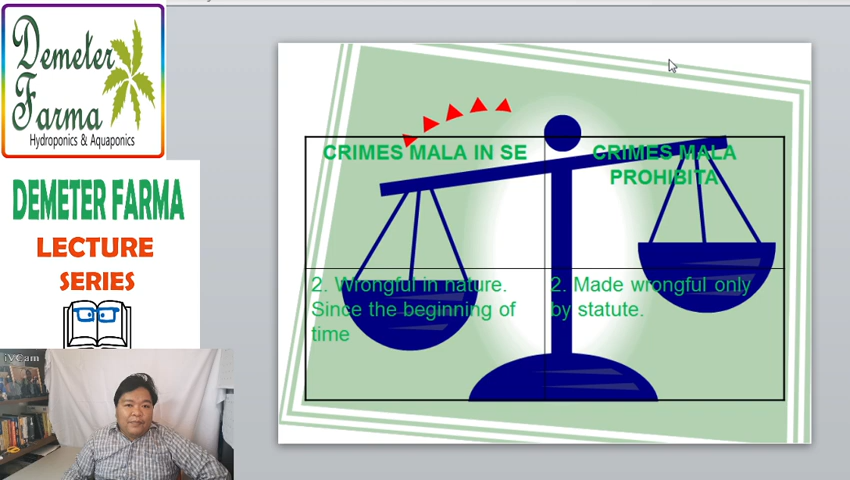 Demeter
Farma
Hydroponics & Aquaponics
DEMETER FARMA
LECTURE
SERIES
iVCam
CRIMES MALA IN SE
CRIMES MALA
PROHIBITA
2. Wrongful in nature.
Since the beginning of
time
2. Made wrongful only
by statute.